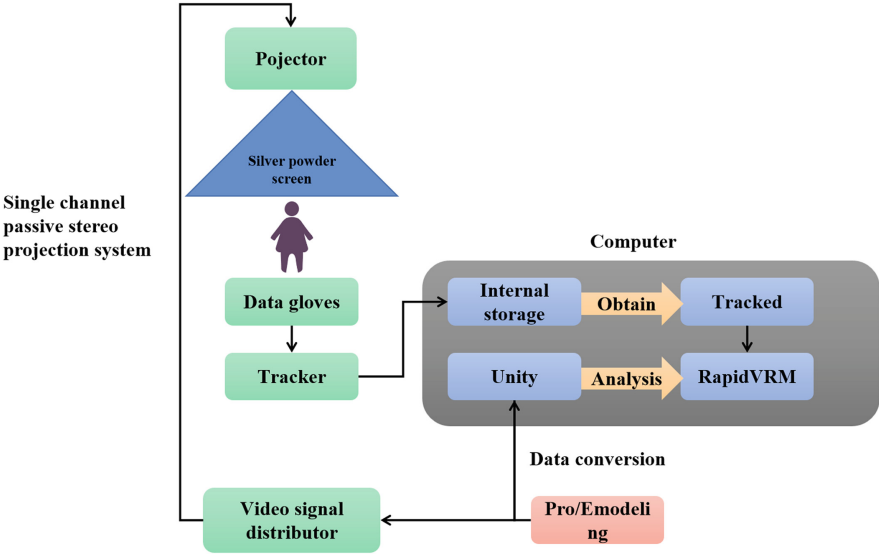 Pojector
Silver powder
screen
Single channel
passive stereo
projection system
Computer
Data gloves
Internal
storage
Obtain
Tracked
Tracker
Unity
Analysis
RapidVRM
Data conversion
Video signal
distributor
Pro/Emodeli
ng